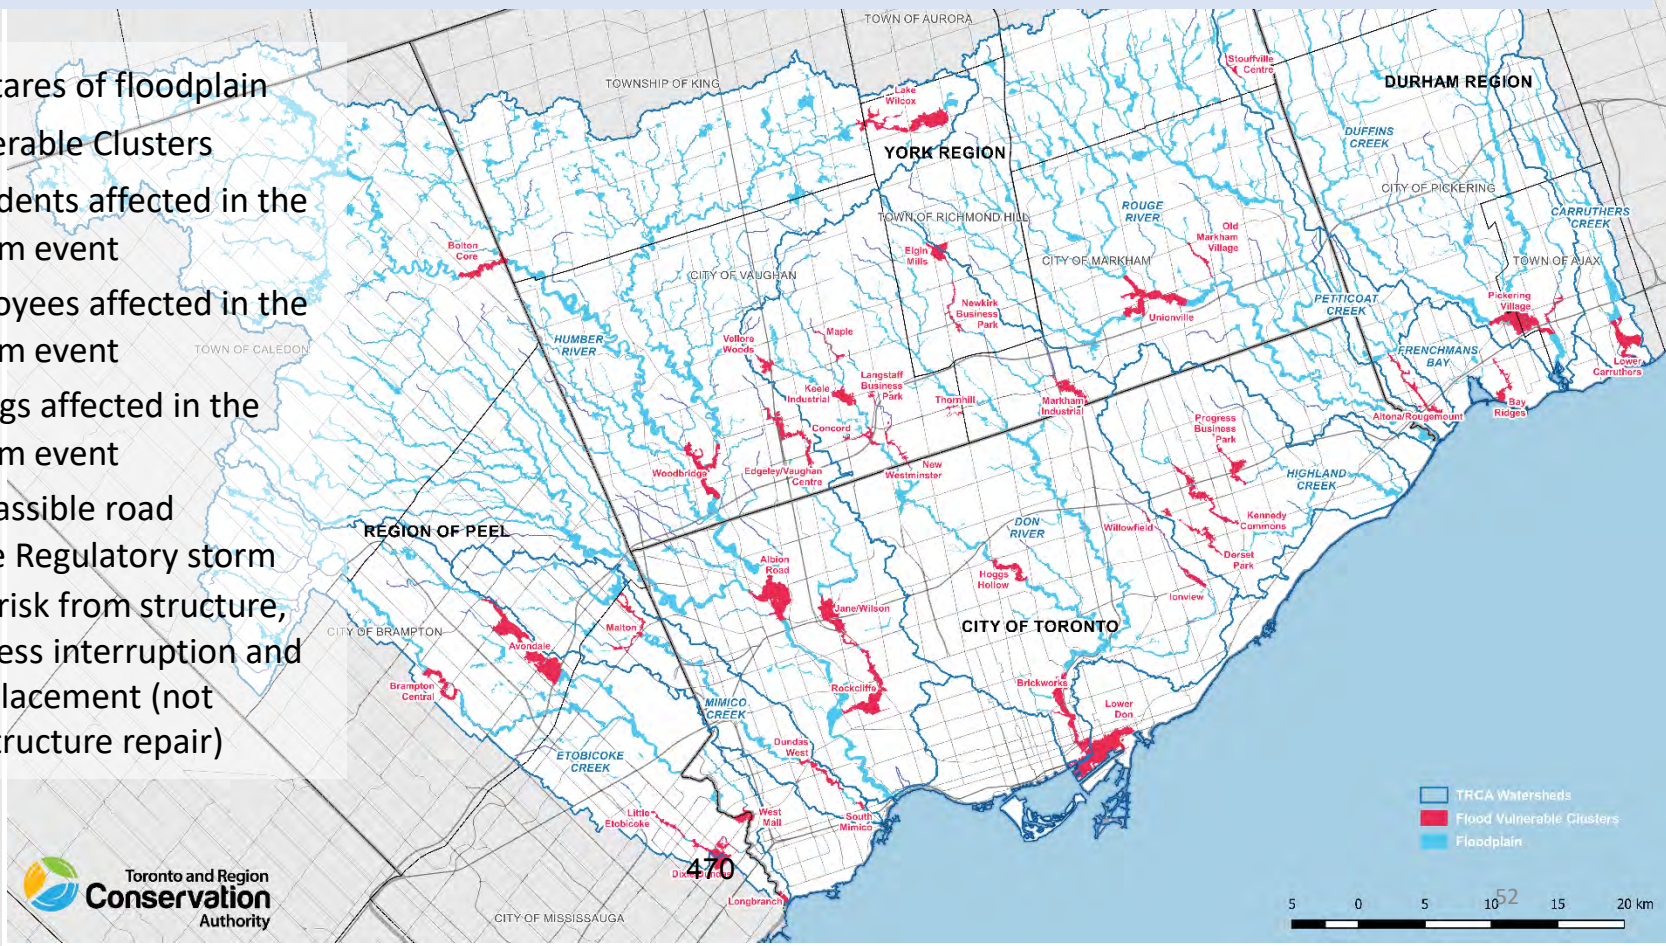 tares of floodplain
erable Clusters
dents affected in the
m event
oyees affected in the
m event
gs affected in the
m event
assible road
e Regulatory storm
risk from structure,
ess interruption and
lacement (not
tructure repair)
TOWN OF AURORA
TOWNSHIP OF KING
Lake
Wilcox
YORK REGION
Stouffville
Centre
DURHAM REGION
DUFFINS
CREEK
CITY OF PICKERING
CARRUTHERS
CREEK
TOWN OF AJAX
TOWN OF RICHMOND HILL
ROUGE
RIVER
Old
Markham
Village
Elgin
Mills
CITY OF MARKHAM
Bolton
Core
CITY OF VAUGHAN
Newkirk
Business
Park
Unionville
PETTICOAT
CREEK
Pickering
Village
HUMBER
RIVER
TOWN OF CALEDON
Vellore
Woods
Maple
FRENCHMANS
BAY
Lower
Carruthers
Keele
Industrial
Langstaff
Business
Park
Thornhill
Markham
Industrial
Altona/Rougemount
Bay
Ridges
Concord
Progress
Business
Park
Woodbridge
Edgeley/Vaughan
Centre
New
Westminster
HIGHLAND
CREEK
REGION OF PEEL
DON
RIVER
Willowfield
Kennedy
Commons
Dorset
Park
Albion
Road
Hoggs
Hollow
Ionview
Jane/Wilson
CITY OF TORONTO
CITY OF BRAMPTON
Malton
Avondale
Brampton
Central
Rockcliffe
Brickworks
MIMICO
CREEK
Lower
Don
ETOBICOKE
CREEK
Dundas
West
Little
Etobicoke
West
Mall
South
Mimico
Dixie/Dundas
470
Longbranch
CITY OF MISSISSAUGA
TRCA Watersheds
Flood Vulnerable Clusters
Floodplain
Toronto and Region
Conservation
Authority
52
5 0 5 10 15 20 km